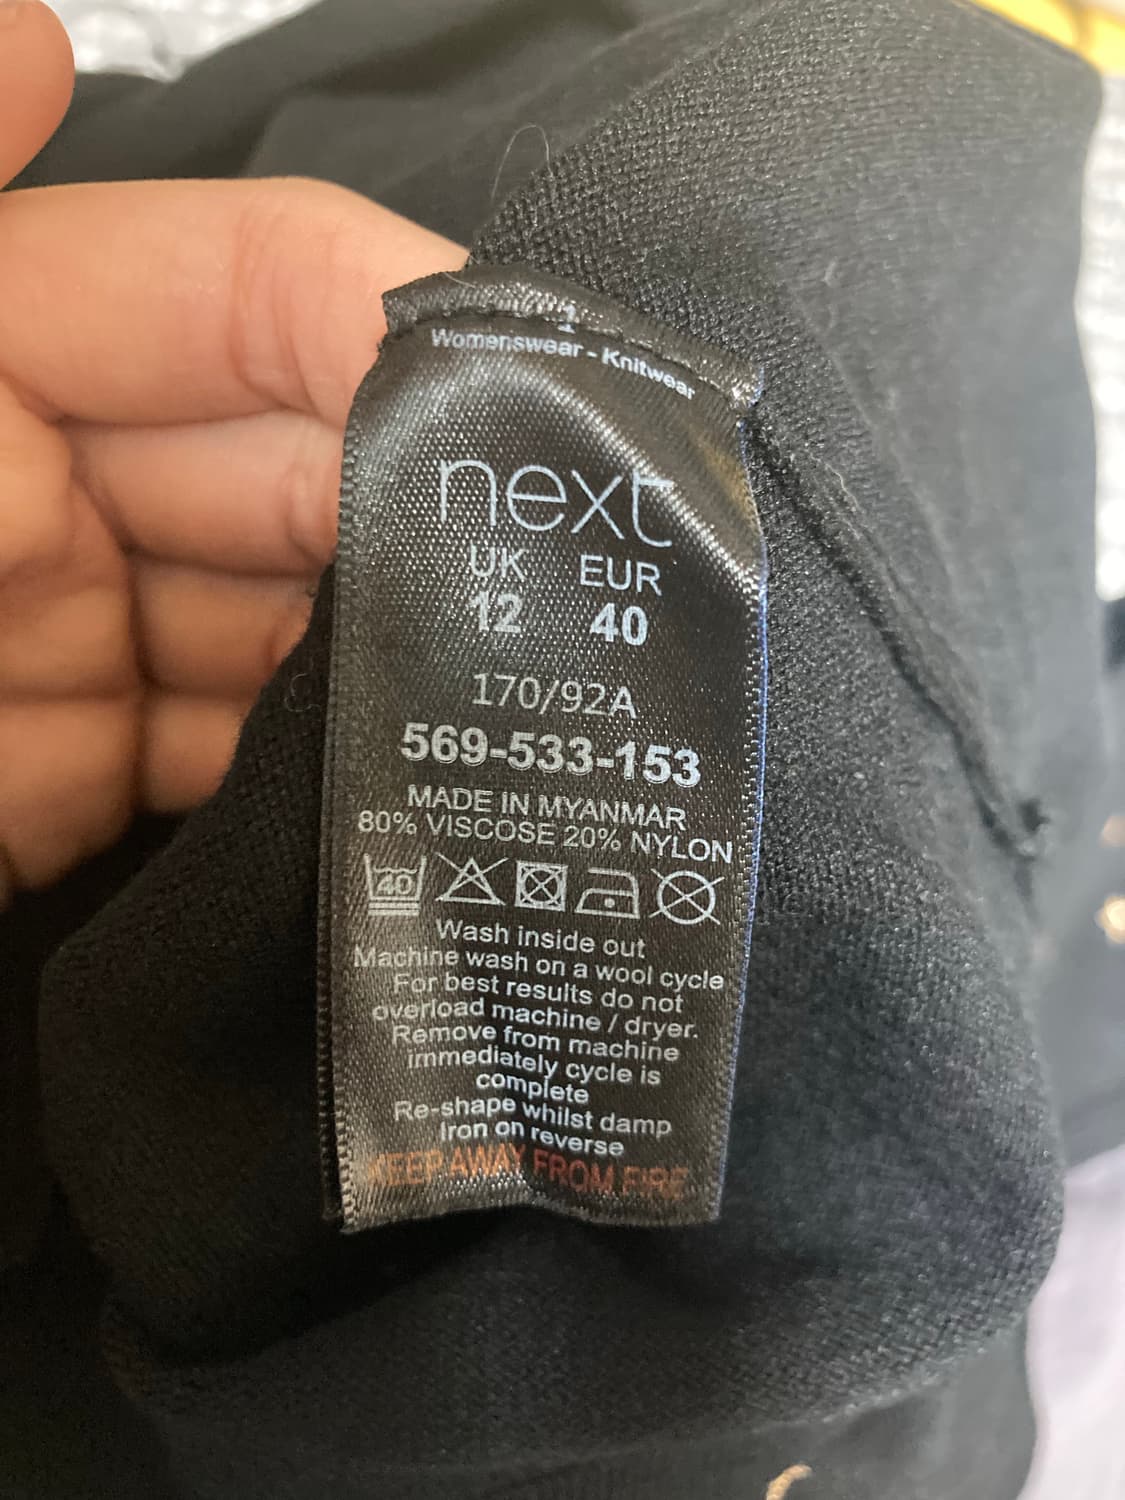 1
Womenswear - Knitwear
next
UK EUR
12 40
170/92A
569-533-153
MADE IN MYANMAR
80% VISCOSE 20% NYLON
40
Wash inside out
Machine wash on a wool cycle
For best results do not
overload machine / dryer.
Remove from machine
immediately cycle is
complete
Re-shape whilst damp
Iron on reverse
KEEP AWAY FROM FIRE